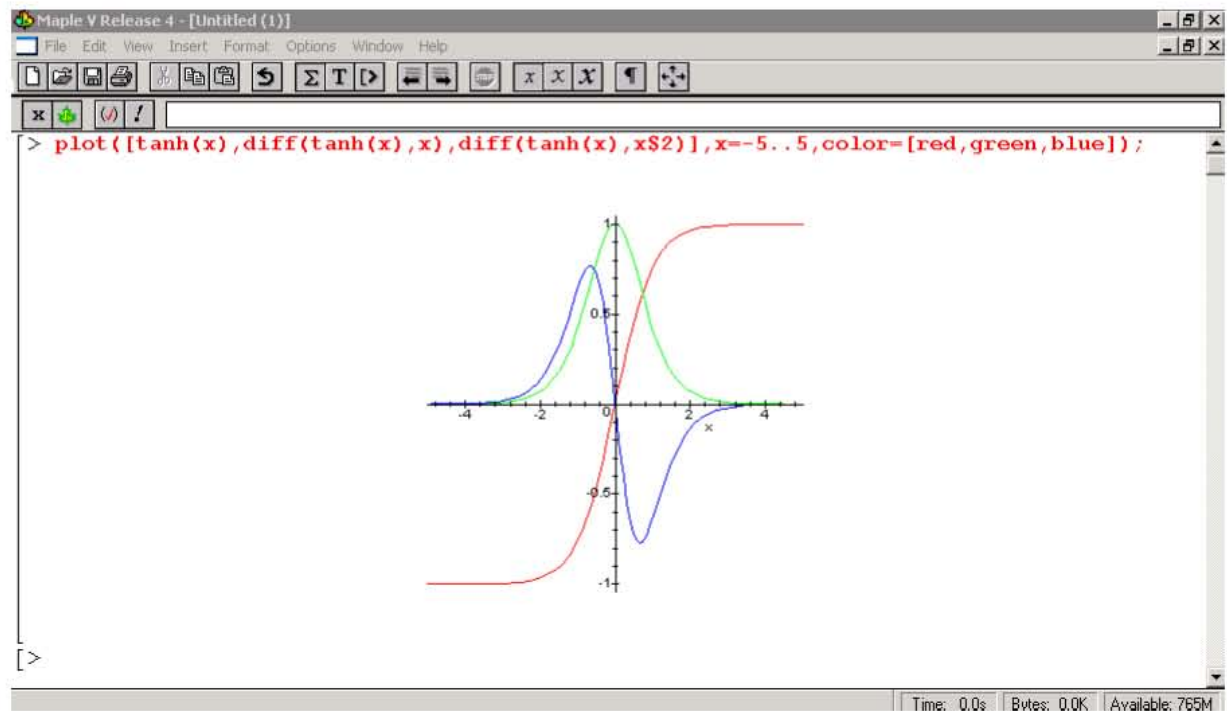 Maple V Release 4 - [Untitled (1)]
File Edit View Insert Format Options Window Help
Σ T [> STOP x x x ¶
x (√) !
[> plot([tanh(x),diff(tanh(x),x),diff(tanh(x),x$2)],x=-5..5,color=[red,green,blue]);
1
0.5
-4 -2 0 2 4
x
-0.5
-1
[>
Time: 0.0s Bytes: 0.0K Available: 765M